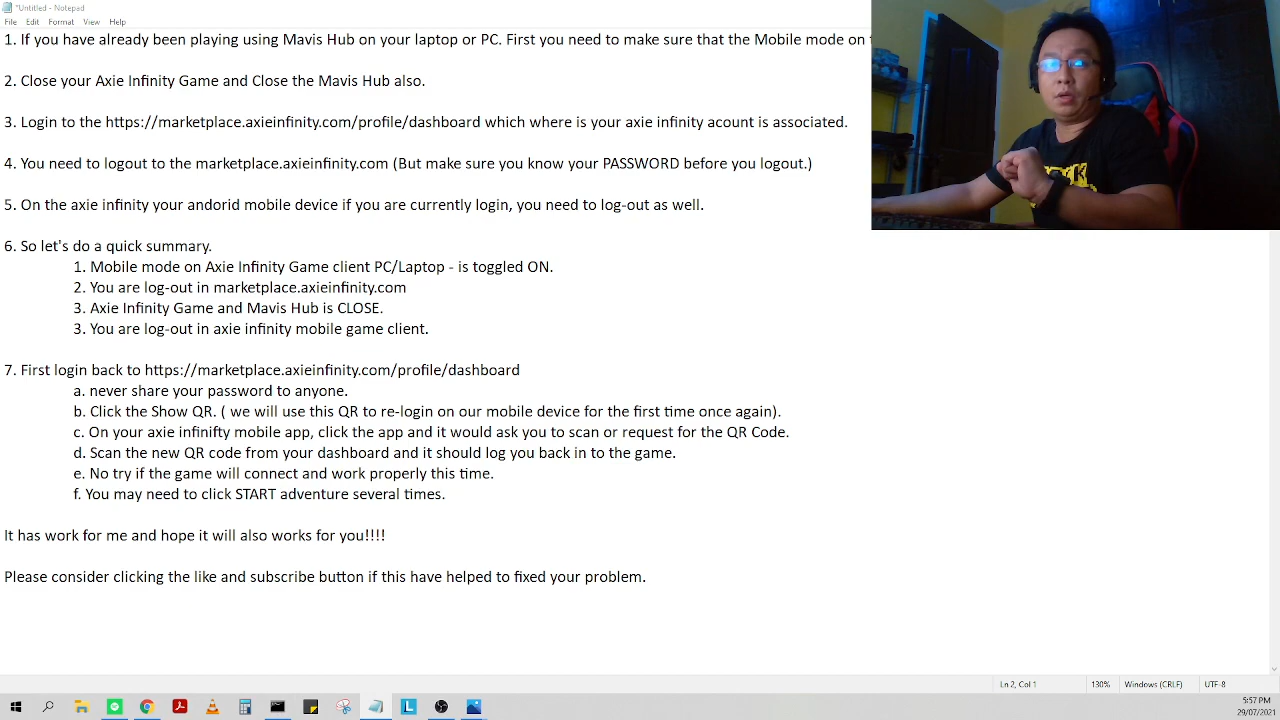 *Untitled - Notepad
File Edit Format View Help
1. If you have already been playing using Mavis Hub on your laptop or PC. First you need to make sure that the Mobile mode on
2. Close your Axie Infinity Game and Close the Mavis Hub also.
3. Login to the https://marketplace.axieinfinity.com/profile/dashboard which where is your axie infinity acount is associated.
4. You need to logout to the marketplace.axieinfinity.com (But make sure you know your PASSWORD before you logout.)
5. On the axie infinity your andorid mobile device if you are currently login, you need to log-out as well.
6. So let's do a quick summary.
1. Mobile mode on Axie Infinity Game client PC/Laptop - is toggled ON.
2. You are log-out in marketplace.axieinfinity.com
3. Axie Infinity Game and Mavis Hub is CLOSE.
3. You are log-out in axie infinity mobile game client.
7. First login back to https://marketplace.axieinfinity.com/profile/dashboard
a. never share your password to anyone.
b. Click the Show QR. ( we will use this QR to re-login on our mobile device for the first time once again).
c. On your axie infinifty mobile app, click the app and it would ask you to scan or request for the QR Code.
d. Scan the new QR code from your dashboard and it should log you back in to the game.
e. No try if the game will connect and work properly this time.
f. You may need to click START adventure several times.
It has work for me and hope it will also works for you!!!!
Please consider clicking the like and subscribe button if this have helped to fixed your problem.
Ln 2, Col 1 130% Windows (CRLF) UTF-8
5:57 PM
29/07/2021